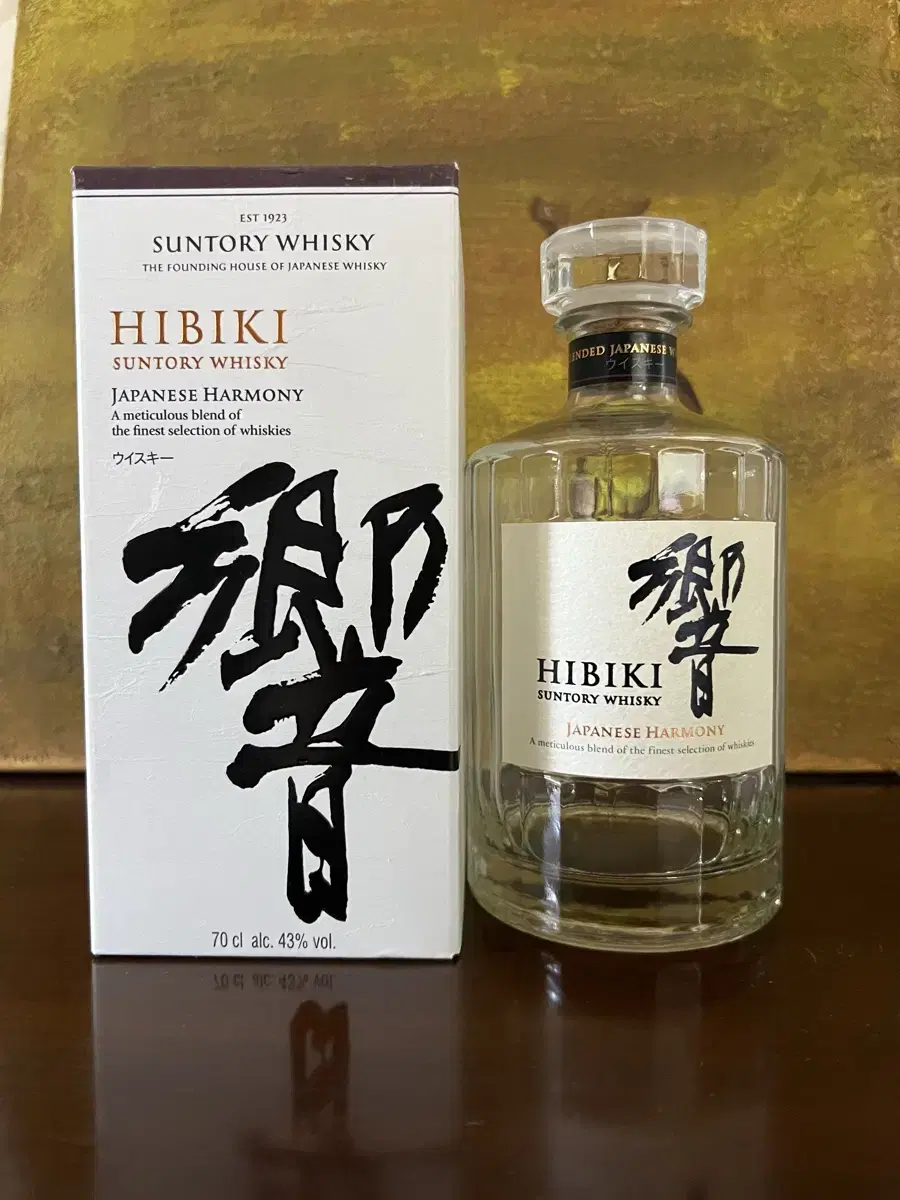 EST 1923
SUNTORY WHISKY
THE FOUNDING HOUSE OF JAPANESE WHISKY
HIBIKI
SUNTORY WHISKY
JAPANESE HARMONY
A meticulous blend of
the finest selection of whiskies
ウイスキー
響
70 cl alc. 43% vol.
JAPANESE
ウイスキー
響
HIBIKI
SUNTORY WHISKY
JAPANESE HARMONY
A meticulous blend of the finest selection of whiskies